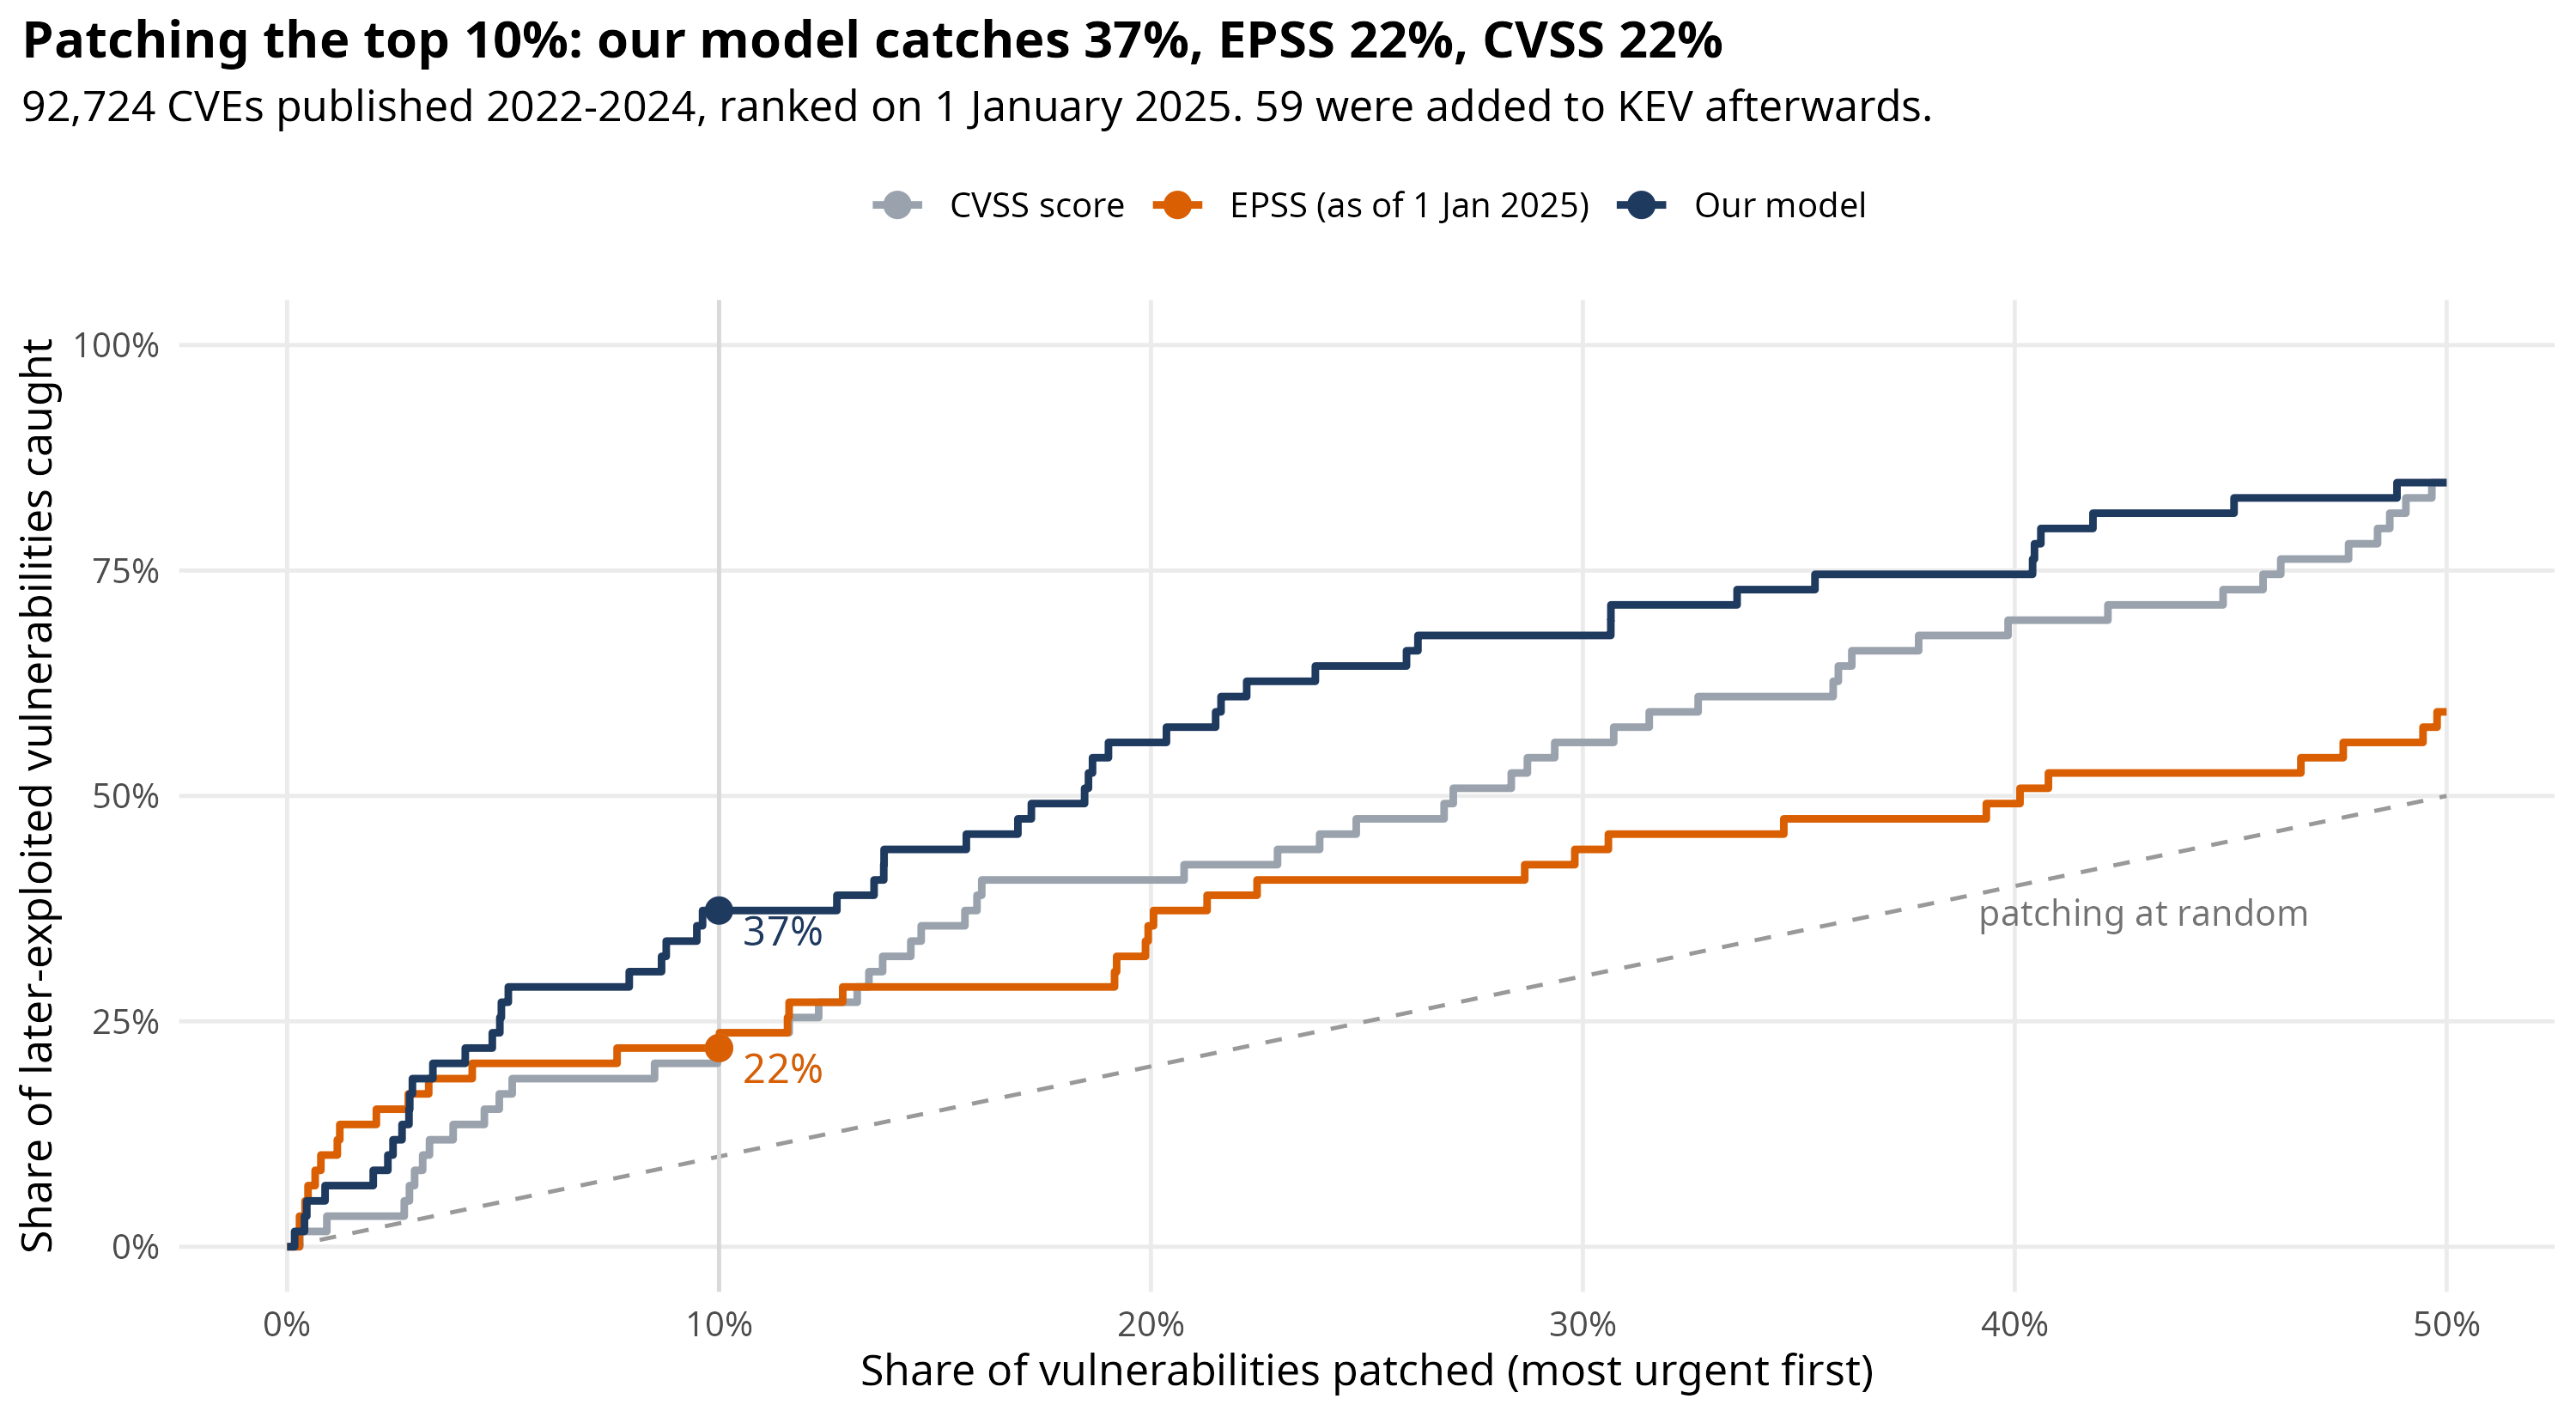 Patching the top 10%: our model catches 37%, EPSS 22%, CVSS 22%
92,724 CVEs published 2022-2024, ranked on 1 January 2025. 59 were added to KEV afterwards.
CVSS score
EPSS (as of 1 Jan 2025)
Our model
Share of later-exploited vulnerabilities caught
100%
75%
50%
25%
0%
37%
22%
patching at random
0%
10%
20%
30%
40%
50%
Share of vulnerabilities patched (most urgent first)